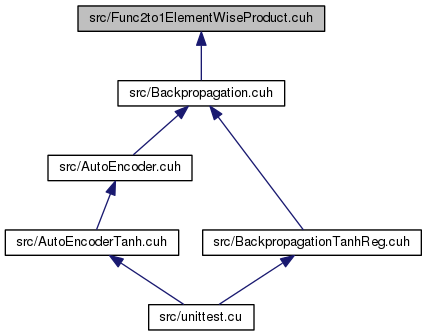 src/Func2to1ElementWiseProduct.cuh
src/Backpropagation.cuh
src/AutoEncoder.cuh
src/AutoEncoderTanh.cuh
src/BackpropagationTanhReg.cuh
src/unittest.cu